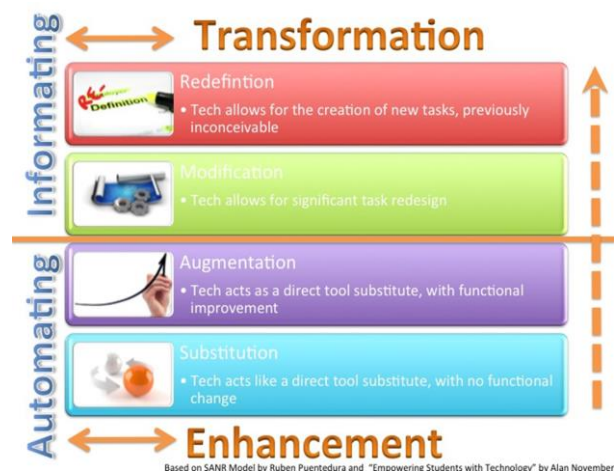 Transformation
Informating
Redefintion
RE
Definition
• Tech allows for the creation of new tasks, previously
inconceivable
Modification
• Tech allows for significant task redesign
Automating
Augmentation
• Tech acts as a direct tool substitute, with functional
improvement
Substitution
• Tech acts like a direct tool substitute, with no functional
change
Enhancement
Based on SANR Model by Ruben Puentedura and "Empowering Students with Technology" by Alan November